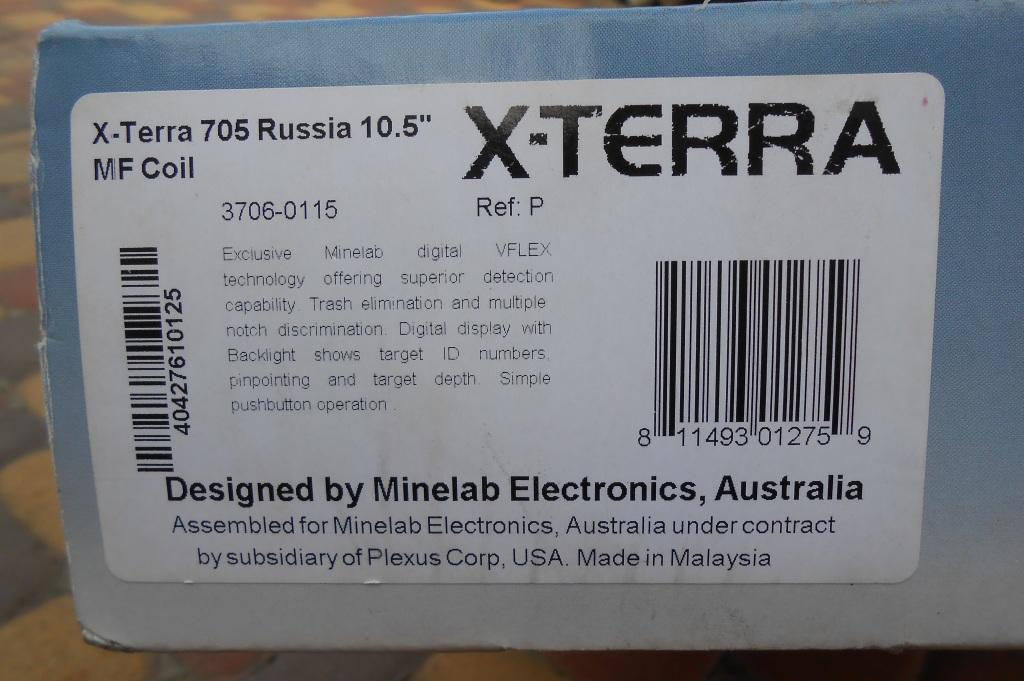 X-Terra 705 Russia 10.5"
MF Coil
X-TERRA
3706-0115
Ref: P
Exclusive Minelab digital VFLEX
technology offering superior detection
capability. Trash elimination and multiple
notch discrimination. Digital display with
Backlight shows target ID numbers,
pinpointing and target depth. Simple
pushbutton operation .
40427610125
8 11493 01275 9
Designed by Minelab Electronics, Australia
Assembled for Minelab Electronics, Australia under contract
by subsidiary of Plexus Corp, USA. Made in Malaysia